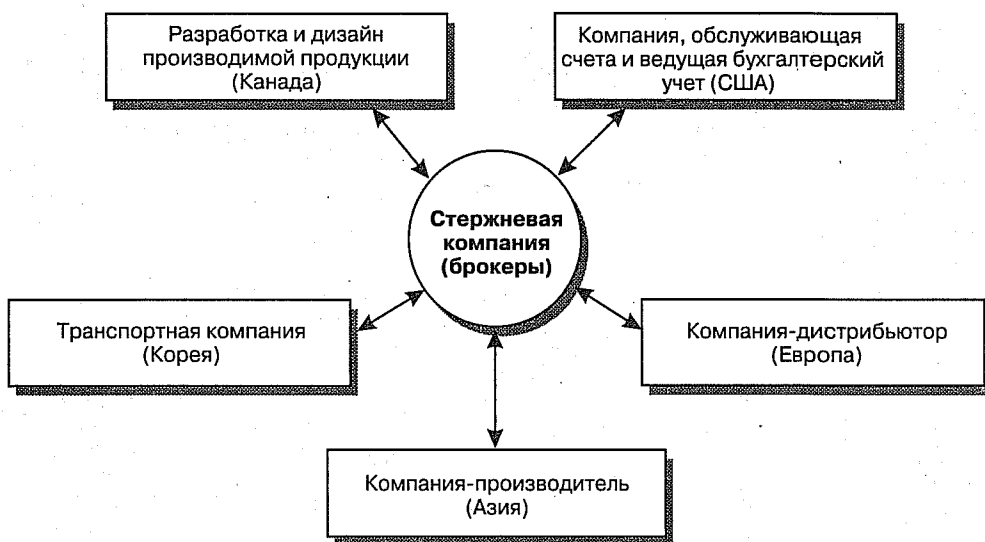 Разработка и дизайн
производимой продукции
(Канада)
Компания, обслуживающая
счета и ведущая бухгалтерский
учет (США)
Стержневая
компания
(брокеры)
Транспортная компания
(Корея)
Компания-дистрибьютор
(Европа)
Компания-производитель
(Азия)